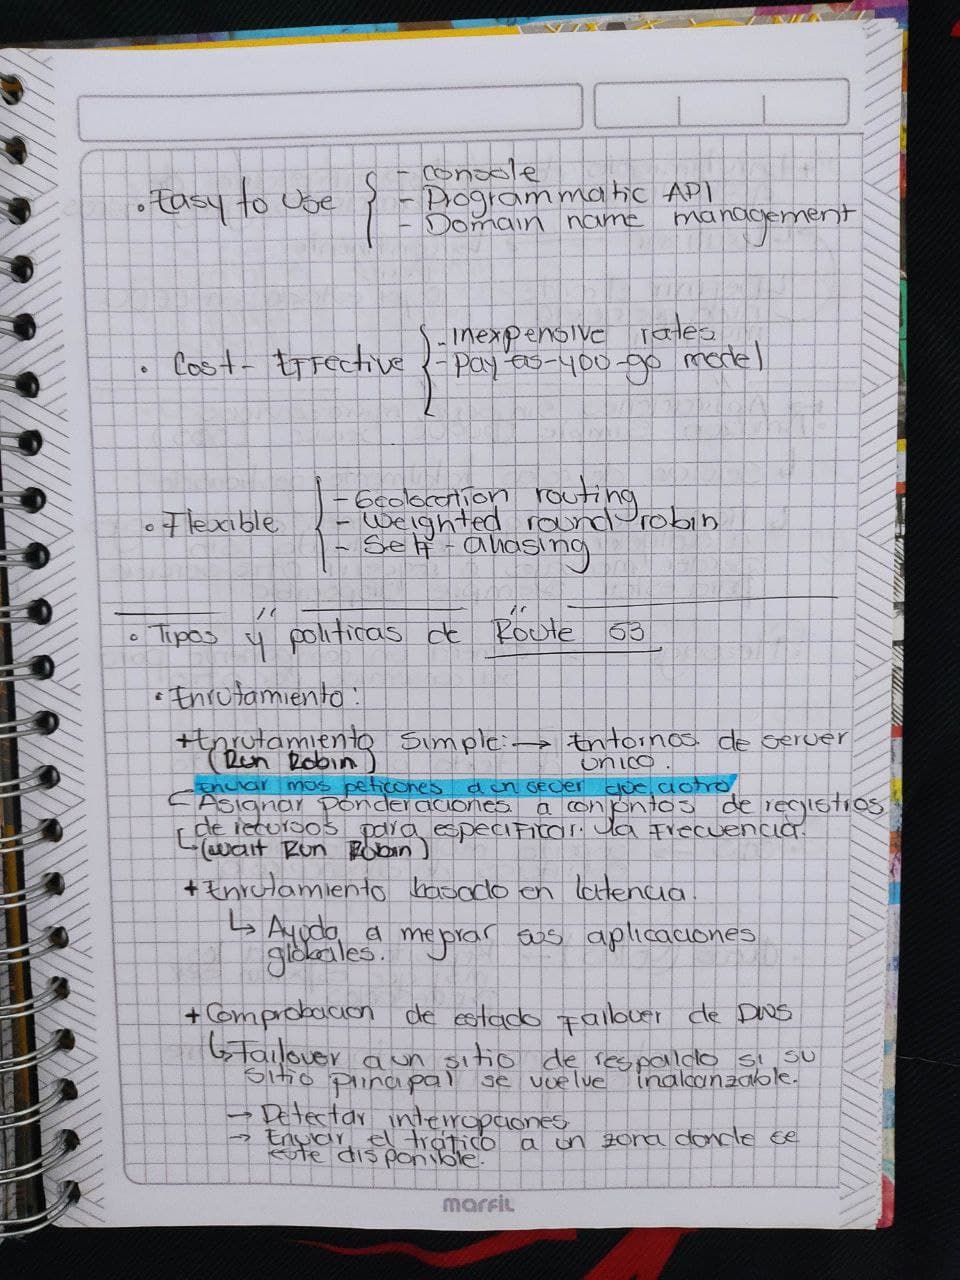 - console
. Easy to Use
- Programmatic API
- Domain name management
- Inexpensive rates
. Cost - Effective
- Pay-as-you-go model
- Geolocation routing
. Flexible
- Weighted round-robin
- Self - aliasing
. Tipos y politicas de "Route 53"
. Enrutamiento:
+ Enrutamiento simple: → Entornos de server
(Run Robin) Unico.
Enviar mas peticones a un sever que a otro
Asignar ponderaciones a conjuntos de registros
de recursos para especificar la frecuencia.
↳ (wait Run Robin)
+ Enrutamiento basado en latencia.
↳ Ayuda a mejorar sus aplicaciones
globales.
+ Comprobacion de estado Failover de DNS
↳ Failover a un sitio de respaldo si su
sitio principal se vuelve inalcanzable.
→ Detectar interrupciones
→ Enviar el trafico a un zona donde se
este disponible.
marfil